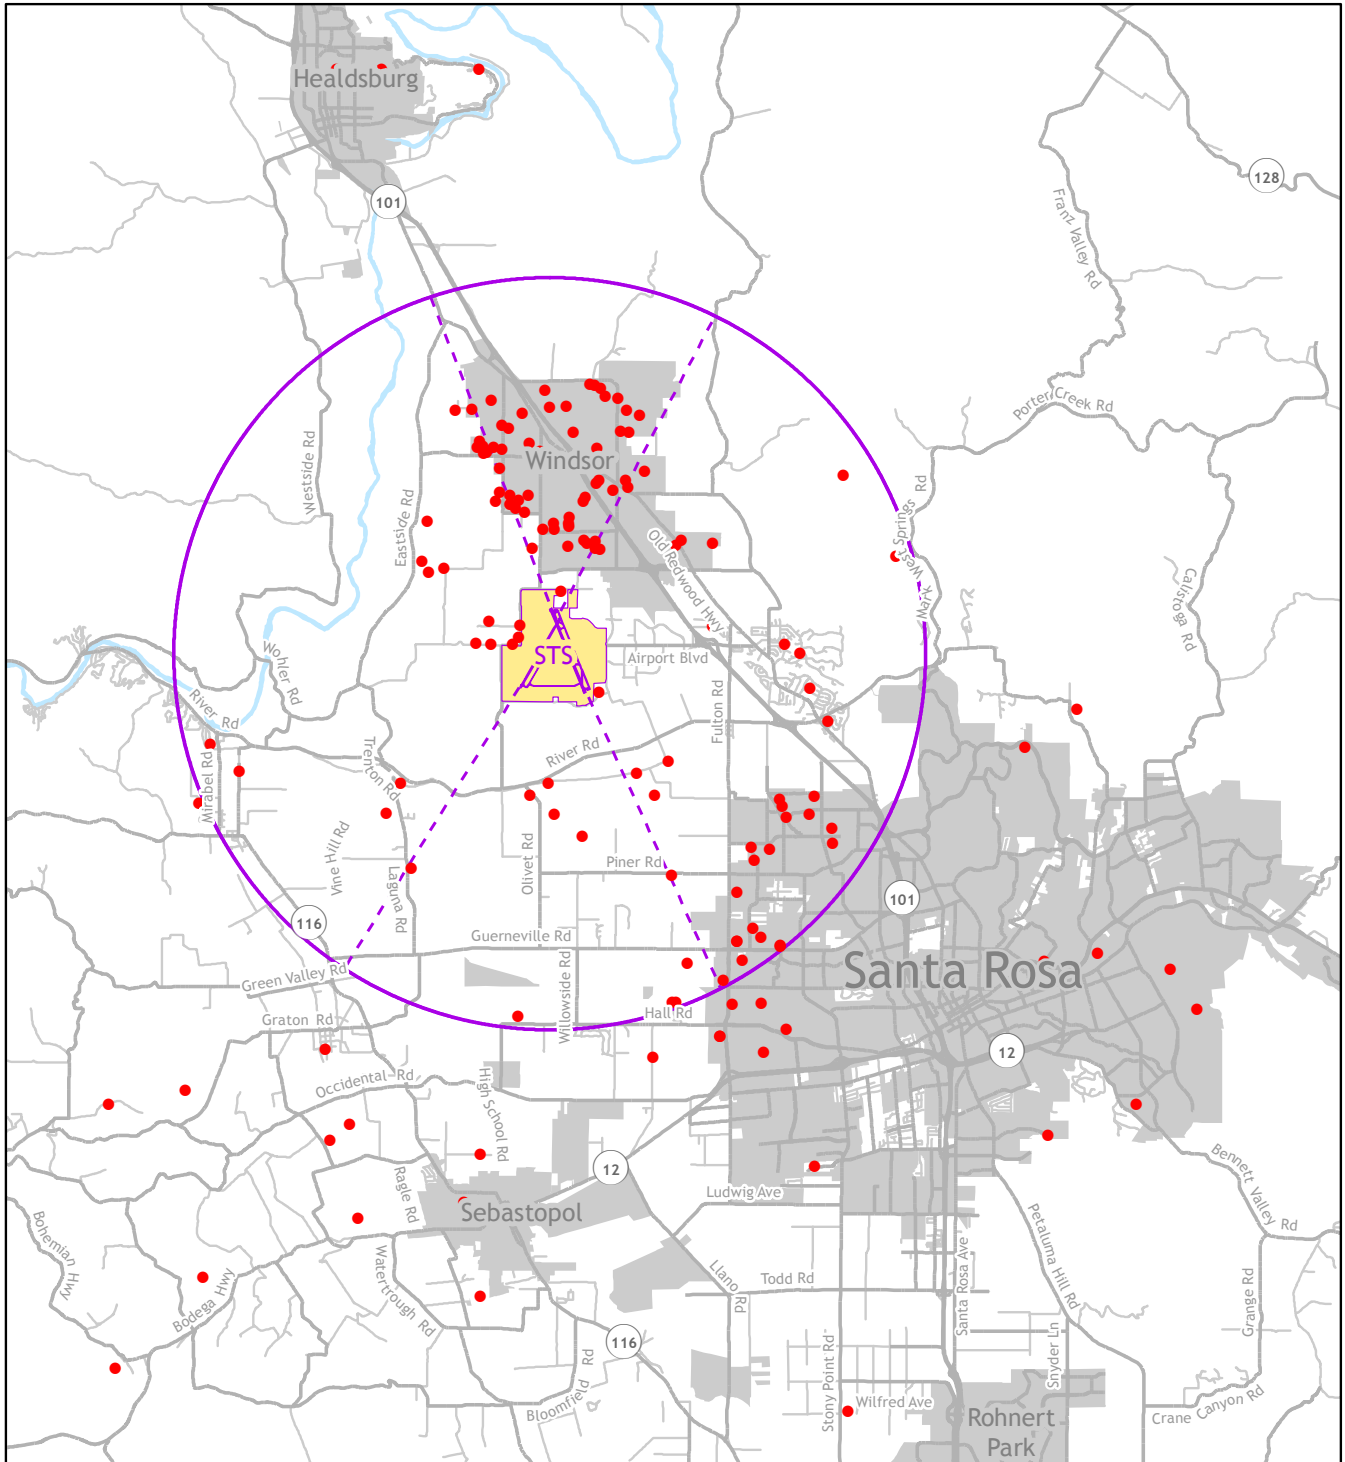 Healdsburg
128
101
Franz Valley Rd
Porter Creek Rd
Westside Rd
Windsor
Eastside Rd
Mark West Springs Rd
Old Redwood Hwy
Calistoga Rd
STS
Airport Blvd
Wohler Rd
River Rd
Fulton Rd
River Rd
Trenton Rd
Mirabel Rd
Vine Hill Rd
Olivet Rd
Piner Rd
Laguna Rd
101
116
Guerneville Rd
Santa Rosa
Green Valley Rd
Willowside Rd
Graton Rd
Hall Rd
12
Occidental Rd
High School Rd
12
Bennett Valley Rd
Ragle Rd
Ludwig Ave
Sebastopol
Bohemian Hwy
Petaluma Hill Rd
Santa Rosa Ave
Watertrough Rd
Bodega Hwy
Llano Rd
Todd Rd
Grange Rd
116
Stony Point Rd
Snyder Ln
Bloomfield Rd
Wilfred Ave
Rohnert
Park
Crane Canyon Rd